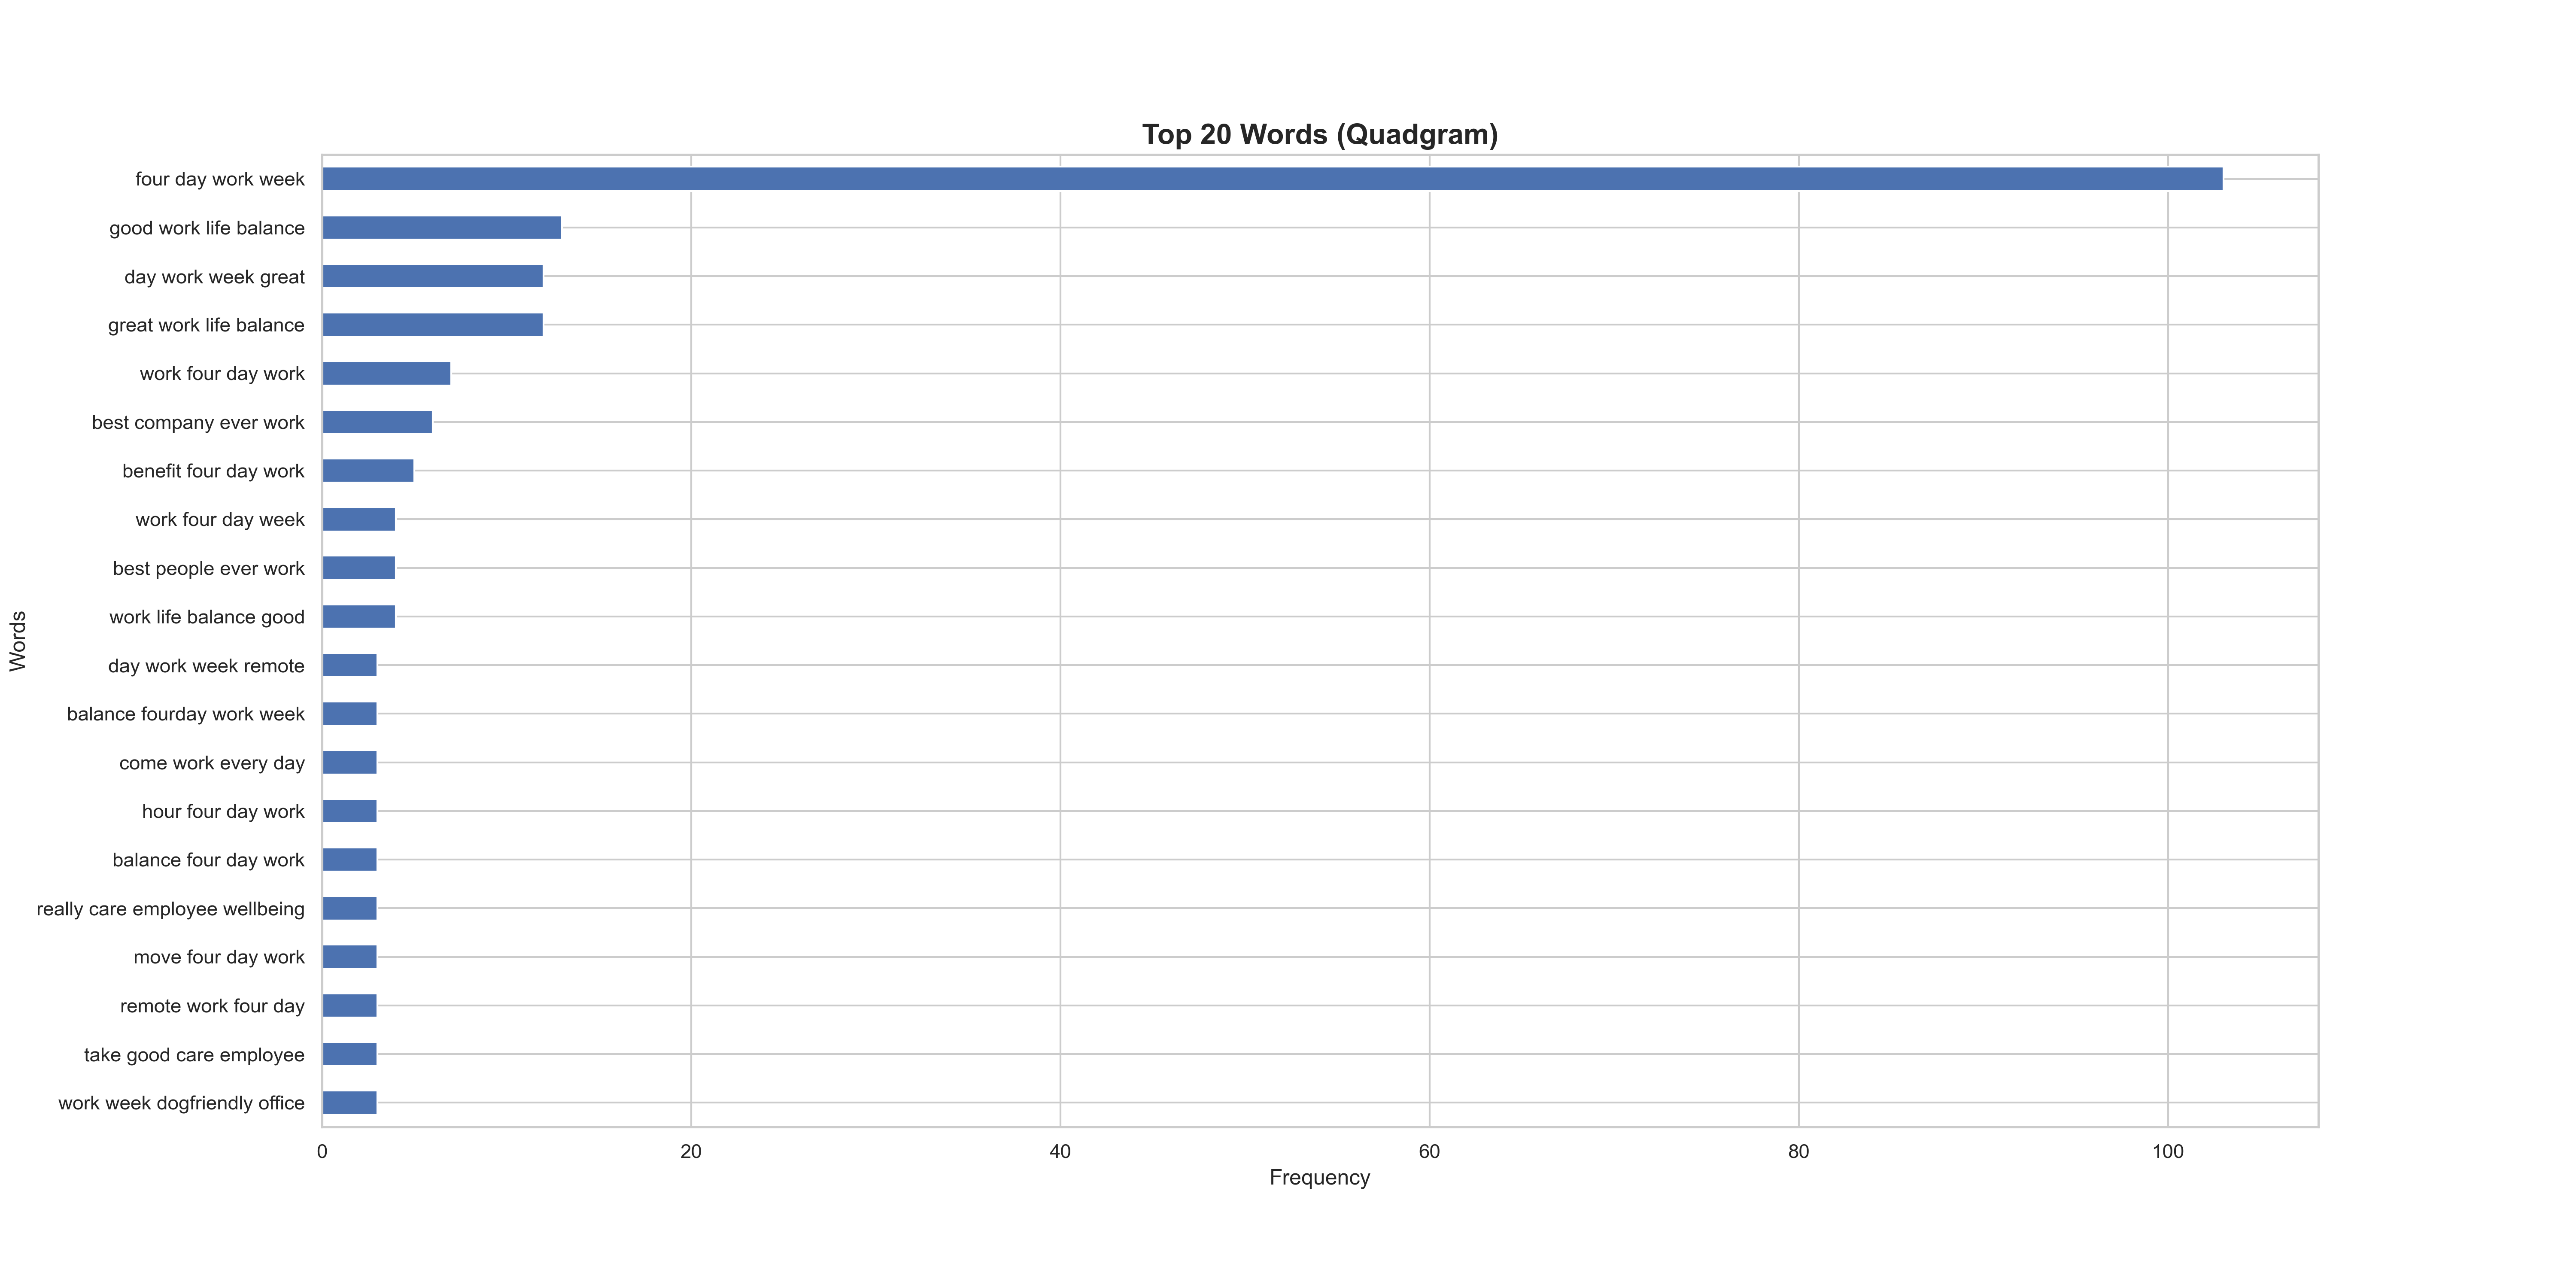 Top 20 Words (Quadgram)
four day work week
good work life balance
day work week great
great work life balance
work four day work
best company ever work
benefit four day work
work four day week
best people ever work
work life balance good
day work week remote
balance fourday work week
come work every day
hour four day work
balance four day work
really care employee wellbeing
move four day work
remote work four day
take good care employee
work week dogfriendly office
Words
0 20 40 60 80 100
Frequency